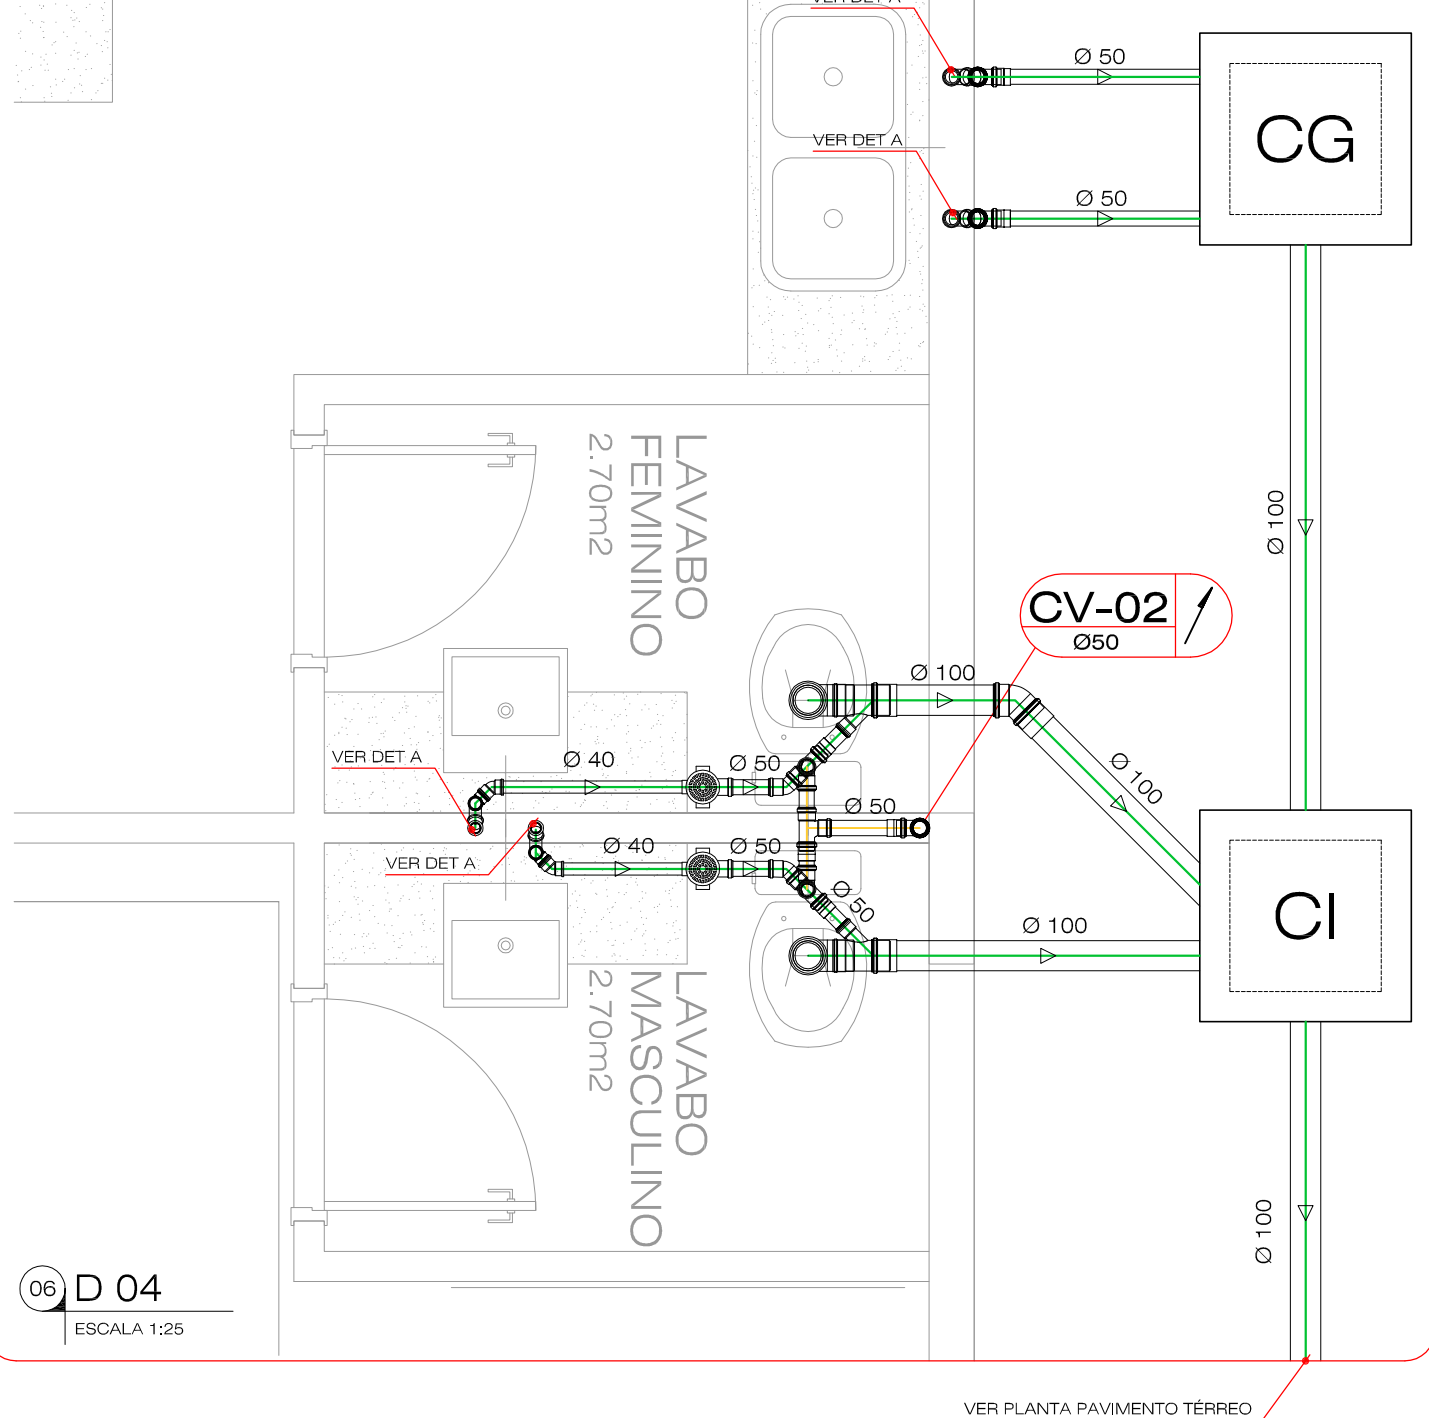 VER DET A
Ø 50
CG
VER DET A
Ø 50
LAVABO
FEMININO
2.70m2
Ø 100
CV-02
Ø50
Ø 100
VER DET A
Ø 40
Ø 50
Ø 100
Ø 50
VER DET A
Ø 40
Ø 50
Ø 50
Ø 100
CI
LAVABO
MASCULINO
2.70m2
Ø 100
06
D 04
ESCALA 1:25
VER PLANTA PAVIMENTO TÉRREO